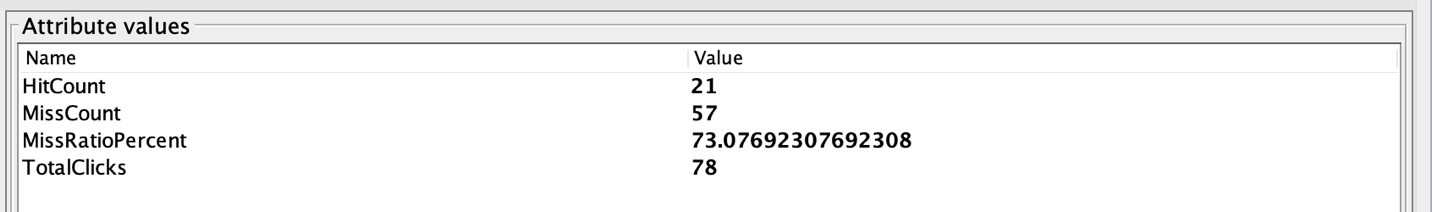 Attribute values
Name Value
HitCount 21
MissCount 57
MissRatioPercent 73.07692307692308
TotalClicks 78